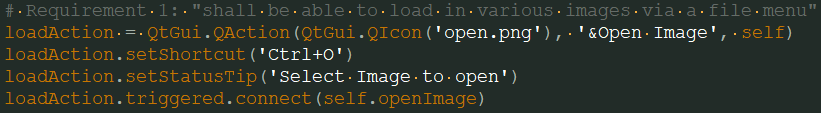 # Requirement 1: "shall be able to load in various images via a file menu"
loadAction = QtGui.QAction(QtGui.QIcon('open.png'), '&Open Image', self)
loadAction.setShortcut('Ctrl+O')
loadAction.setStatusTip('Select Image to open')
loadAction.triggered.connect(self.openImage)